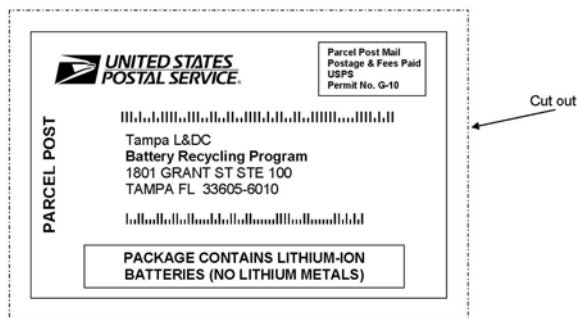 UNITED STATES
POSTAL SERVICE®
Parcel Post Mail
Postage & Fees Paid
USPS
Permit No. G-10
Cut out
PARCEL POST
Tampa L&DC
Battery Recycling Program
1801 GRANT ST STE 100
TAMPA FL 33605-6010
PACKAGE CONTAINS LITHIUM-ION
BATTERIES (NO LITHIUM METALS)